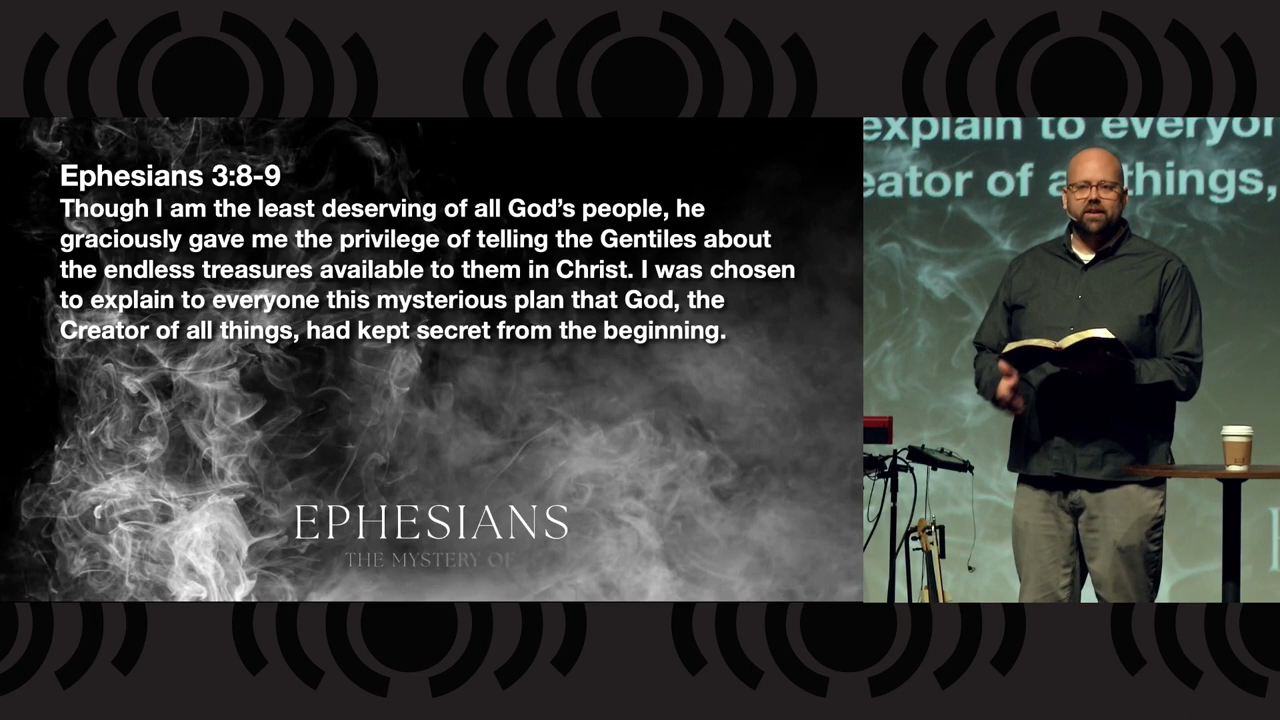 Ephesians 3:8-9
Though I am the least deserving of all God’s people, he
graciously gave me the privilege of telling the Gentiles about
the endless treasures available to them in Christ. I was chosen
to explain to everyone this mysterious plan that God, the
Creator of all things, had kept secret from the beginning.
EPHESIANS
THE MYSTERY OF
explain to everyon
eator of all things,